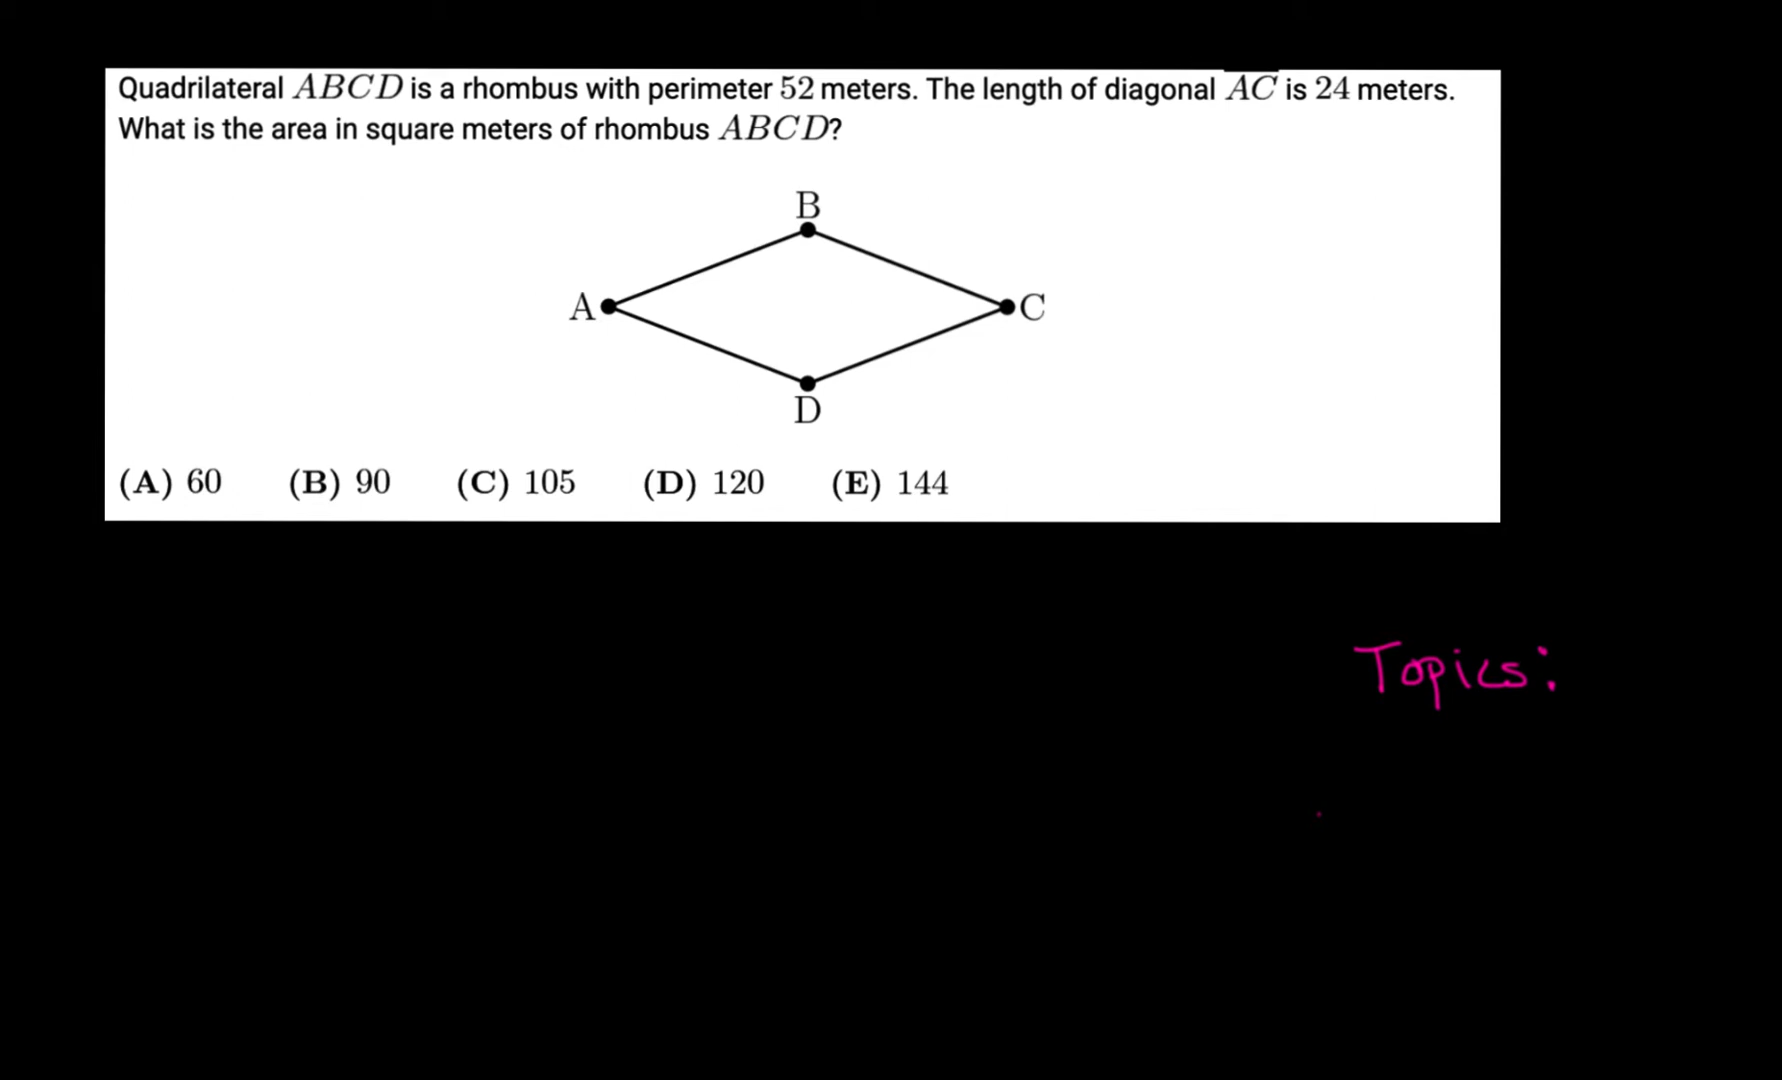 Quadrilateral ABCD is a rhombus with perimeter 52 meters. The length of diagonal AC is 24 meters.
What is the area in square meters of rhombus ABCD?
B
A
C
D
(A) 60 (B) 90 (C) 105 (D) 120 (E) 144
Topics: